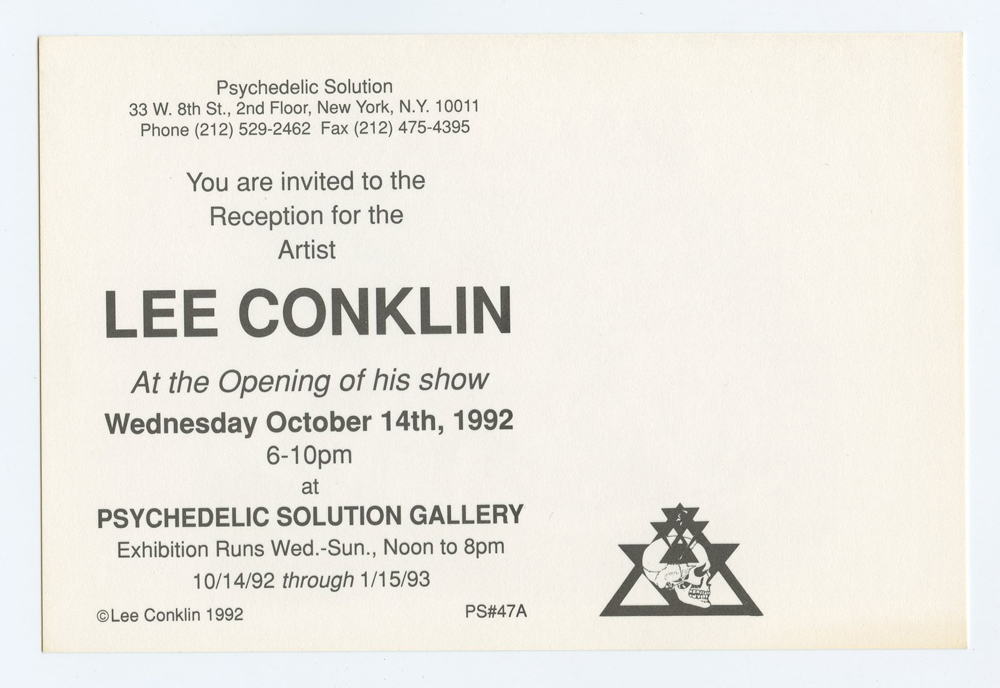 Psychedelic Solution
33 W. 8th St., 2nd Floor, New York, N.Y. 10011
Phone (212) 529-2462 Fax (212) 475-4395
You are invited to the
Reception for the
Artist
LEE CONKLIN
At the Opening of his show
Wednesday October 14th, 1992
6-10pm
at
PSYCHEDELIC SOLUTION GALLERY
Exhibition Runs Wed.-Sun., Noon to 8pm
10/14/92 through 1/15/93
©Lee Conklin 1992 PS#47A